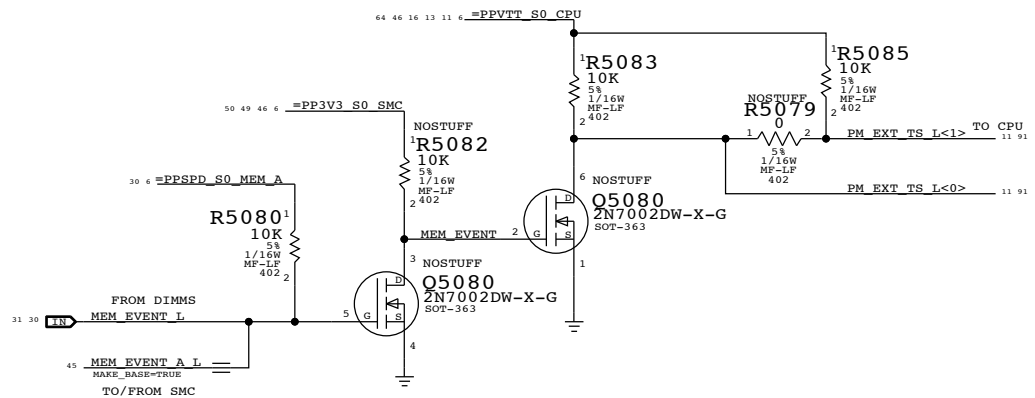 64 46 16 13 11 6 =PPVTT_S0_CPU
1 R5083
10K
5%
1/16W
MF-LF
402
2
1 R5085
10K
5%
1/16W
MF-LF
402
2
NOSTUFF
R5079
0
1 2
5%
1/16W
MF-LF
402
PM_EXT_TS_L<1> TO CPU
11 91
PM_EXT_TS_L<0>
11 91
50 49 46 6 =PP3V3_S0_SMC
NOSTUFF
1 R5082
10K
5%
1/16W
MF-LF
402
2
30 6 =PPSPD_S0_MEM_A
R5080 1
10K
5%
1/16W
MF-LF
402 2
6 NOSTUFF
Q5080
2N7002DW-X-G
SOT-363
D
G S
MEM_EVENT 2
1
3 NOSTUFF
Q5080
2N7002DW-X-G
SOT-363
D
5 G S
4
FROM DIMMS
31 30 IN MEM_EVENT_L
45 MEM_EVENT_A_L
MAKE_BASE=TRUE
TO/FROM SMC